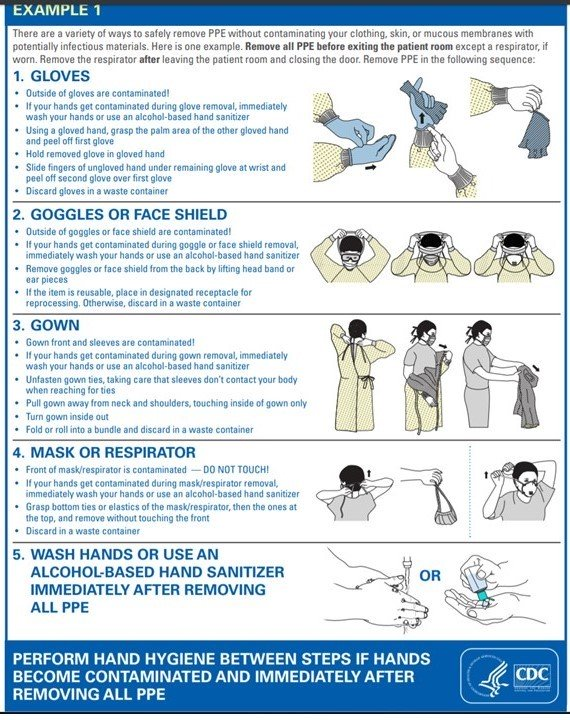 EXAMPLE 1
There are a variety of ways to safely remove PPE without contaminating your clothing, skin, or mucous membranes with
potentially infectious materials. Here is one example. Remove all PPE before exiting the patient room except a respirator, if
worn. Remove the respirator after leaving the patient room and closing the door. Remove PPE in the following sequence:
1. GLOVES
• Outside of gloves are contaminated!
• If your hands get contaminated during glove removal, immediately
wash your hands or use an alcohol-based hand sanitizer
• Using a gloved hand, grasp the palm area of the other gloved hand
and peel off first glove
• Hold removed glove in gloved hand
• Slide fingers of ungloved hand under remaining glove at wrist and
peel off second glove over first glove
• Discard gloves in a waste container
2. GOGGLES OR FACE SHIELD
• Outside of goggles or face shield are contaminated!
• If your hands get contaminated during goggle or face shield removal,
immediately wash your hands or use an alcohol-based hand sanitizer
• Remove goggles or face shield from the back by lifting head band or
ear pieces
• If the item is reusable, place in designated receptacle for
reprocessing. Otherwise, discard in a waste container
3. GOWN
• Gown front and sleeves are contaminated!
• If your hands get contaminated during gown removal, immediately
wash your hands or use an alcohol-based hand sanitizer
• Unfasten gown ties, taking care that sleeves don't contact your body
when reaching for ties
• Pull gown away from neck and shoulders, touching inside of gown only
• Turn gown inside out
• Fold or roll into a bundle and discard in a waste container
4. MASK OR RESPIRATOR
• Front of mask/respirator is contaminated — DO NOT TOUCH!
• If your hands get contaminated during mask/respirator removal,
immediately wash your hands or use an alcohol-based hand sanitizer
• Grasp bottom ties or elastics of the mask/respirator, then the ones at
the top, and remove without touching the front
• Discard in a waste container
5. WASH HANDS OR USE AN
ALCOHOL-BASED HAND SANITIZER
IMMEDIATELY AFTER REMOVING
ALL PPE
OR
PERFORM HAND HYGIENE BETWEEN STEPS IF HANDS
BECOME CONTAMINATED AND IMMEDIATELY AFTER
REMOVING ALL PPE
CDC